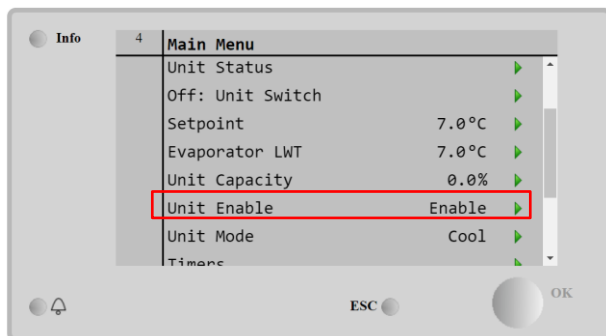 Info
4 Main Menu
Unit Status
Off: Unit Switch
Setpoint 7.0°C
Evaporator LWT 7.0°C
Unit Capacity 0.0%
Unit Enable Enable
Unit Mode Cool
Timers
ESC OK